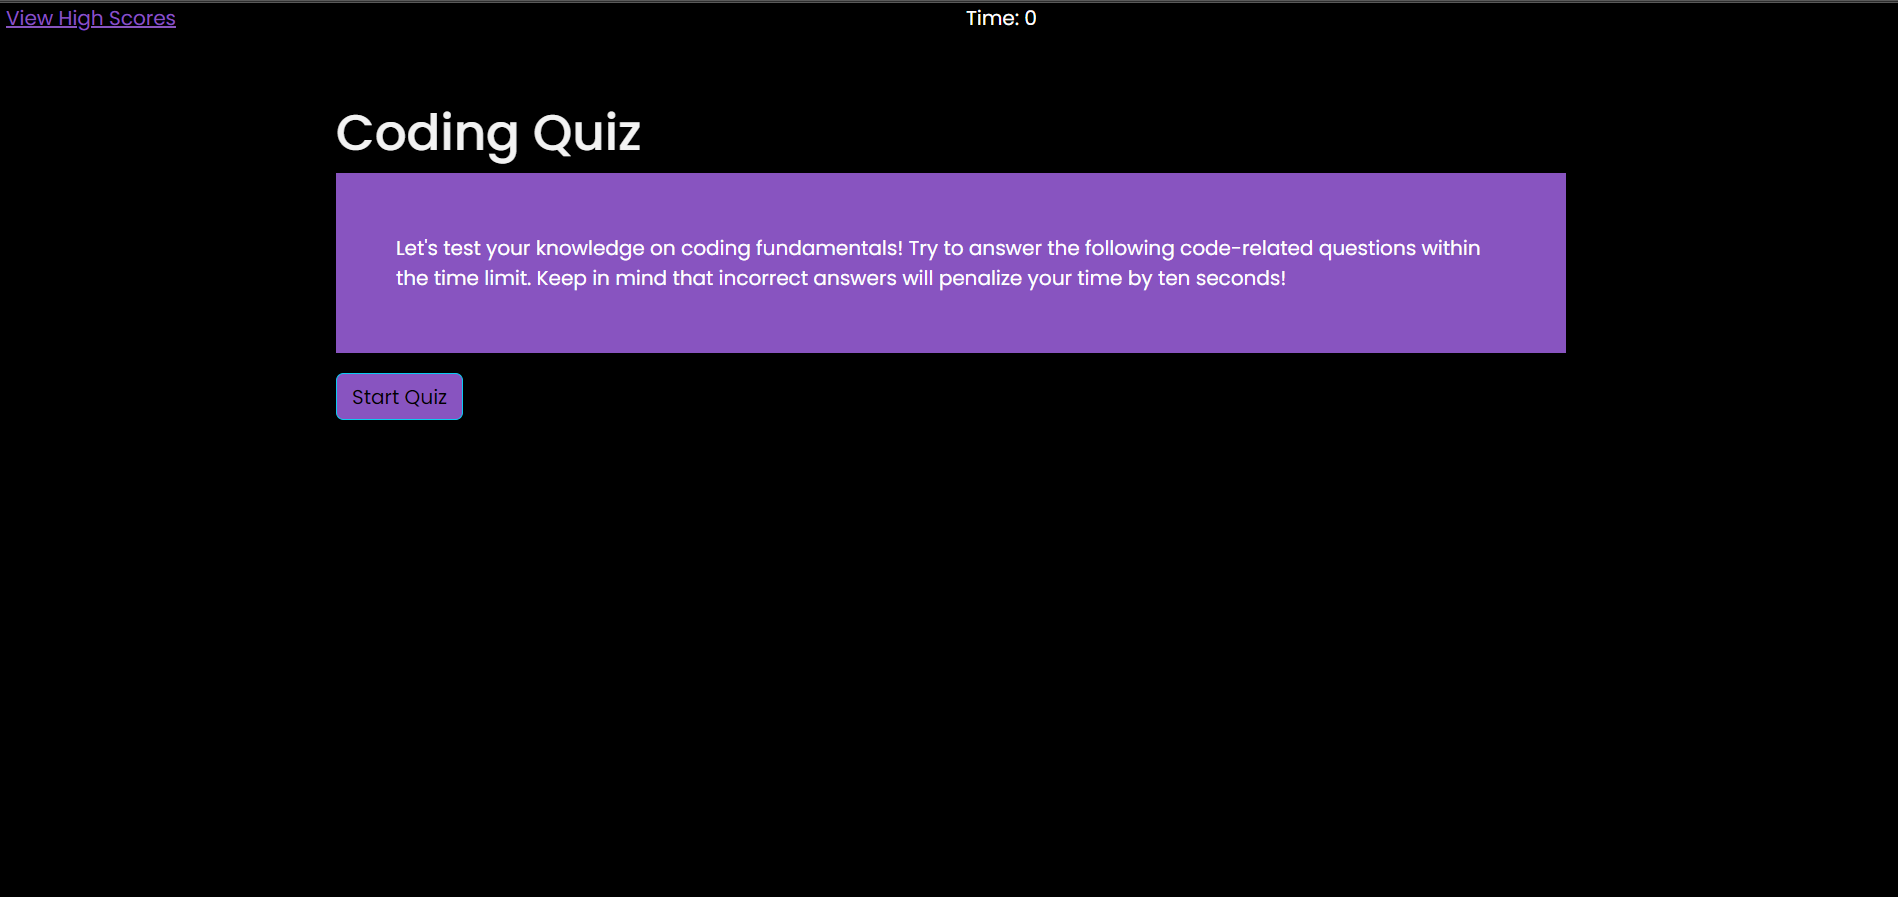 View High Scores
Time: 0
Coding Quiz
Let's test your knowledge on coding fundamentals! Try to answer the following code-related questions within
the time limit. Keep in mind that incorrect answers will penalize your time by ten seconds!
Start Quiz